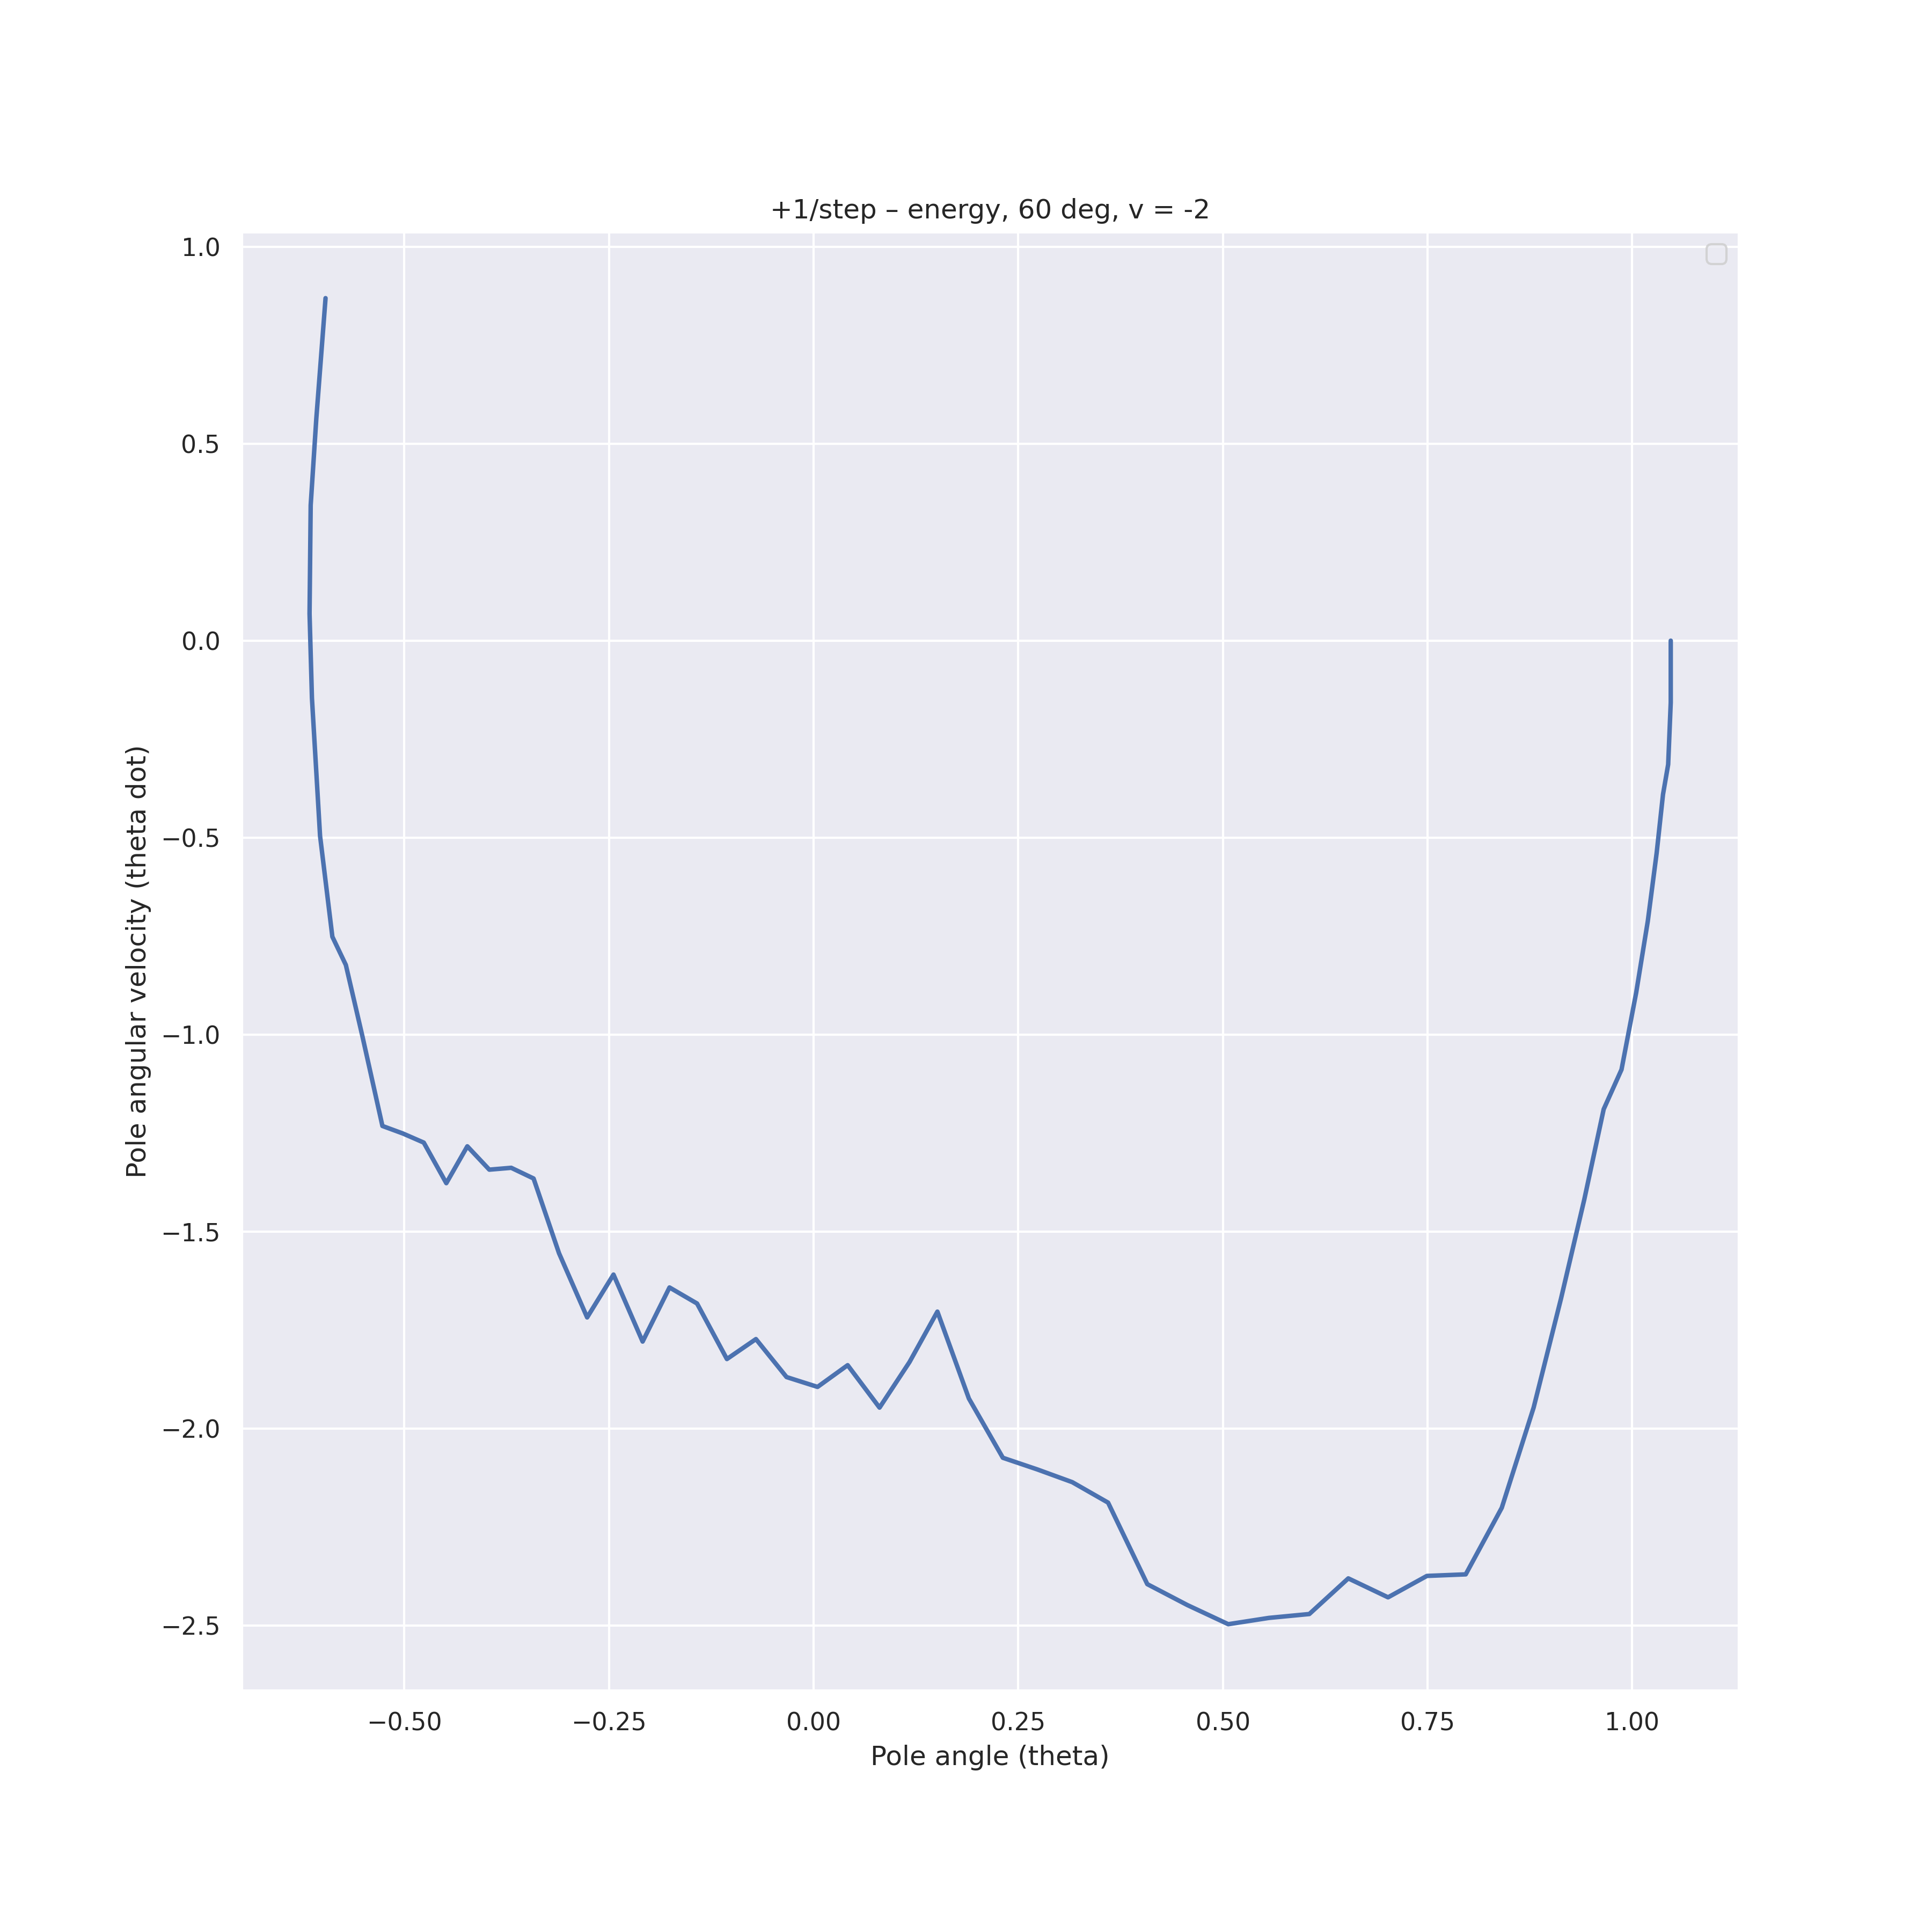 +1/step – energy, 60 deg, v = -2
1.0
0.5
0.0
−0.5
−1.0
−1.5
−2.0
−2.5
Pole angular velocity (theta dot)
−0.50 −0.25 0.00 0.25 0.50 0.75 1.00
Pole angle (theta)